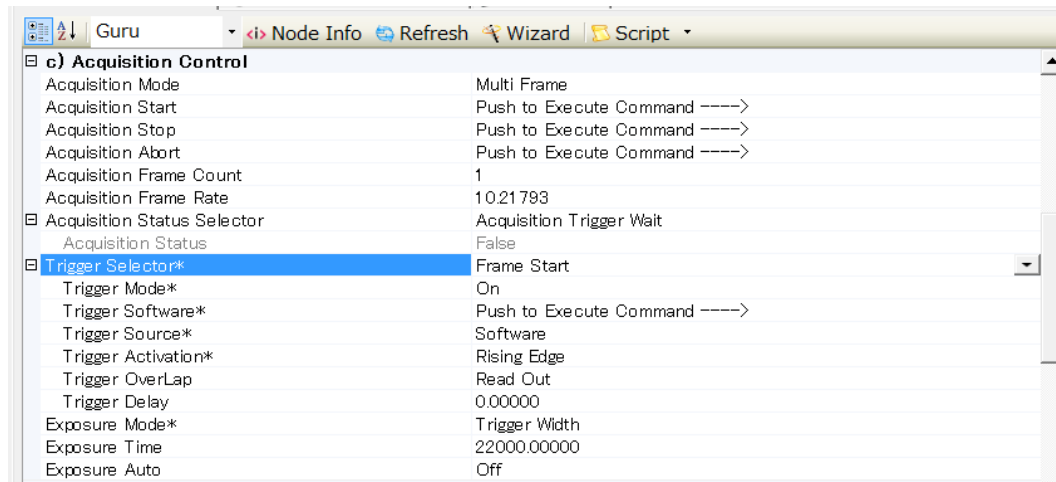 Guru <i> Node Info Refresh Wizard Script
c) Acquisition Control
Acquisition Mode Multi Frame
Acquisition Start Push to Execute Command ----->
Acquisition Stop Push to Execute Command ----->
Acquisition Abort Push to Execute Command ----->
Acquisition Frame Count 1
Acquisition Frame Rate 10.21793
Acquisition Status Selector Acquisition Trigger Wait
Acquisition Status False
Trigger Selector* Frame Start
Trigger Mode* On
Trigger Software* Push to Execute Command ----->
Trigger Source* Software
Trigger Activation* Rising Edge
Trigger OverLap Read Out
Trigger Delay 0.00000
Exposure Mode* Trigger Width
Exposure Time 22000.00000
Exposure Auto Off